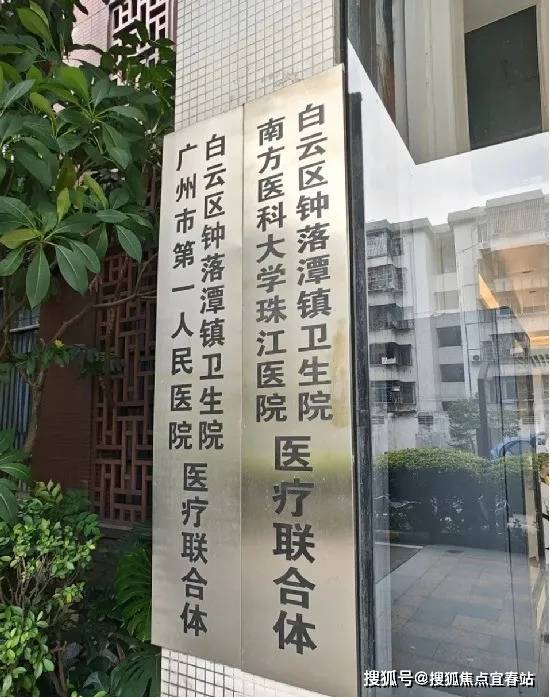 白云区钟落潭镇卫生院
南方医科大学珠江医院
医疗联合体
白云区钟落潭镇卫生院
广州市第一人民医院
医疗联合体
搜狐号@搜狐焦点宜春站